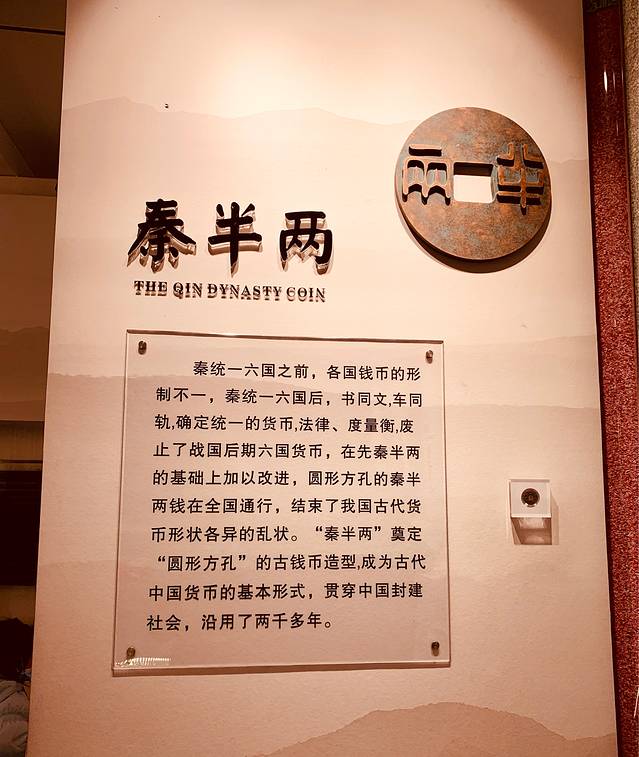 两 半
秦半两
THE QIN DYNASTY COIN
秦统一六国之前，各国钱币的形
制不一，秦统一六国后，书同文,车同
轨,确定统一的货币,法律、度量衡,废
止了战国后期六国货币，在先秦半两
的基础上加以改进，圆形方孔的秦半
两钱在全国通行，结束了我国古代货
币形状各异的乱状。“秦半两”奠定
“圆形方孔”的古钱币造型,成为古代
中国货币的基本形式，贯穿中国封建
社会，沿用了两千多年。